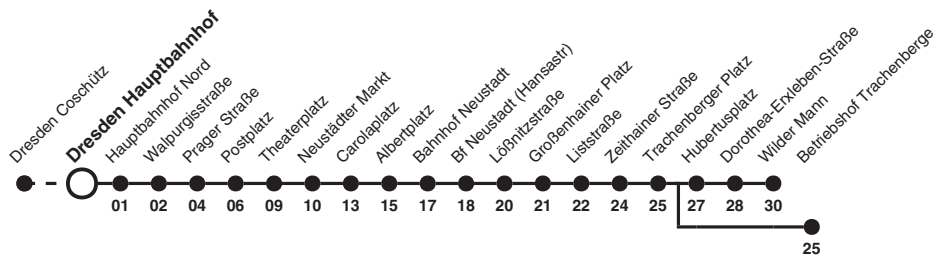 Dresden Coschütz
Dresden Hauptbahnhof
Hauptbahnhof Nord
Walpurgisstraße
Prager Straße
Postplatz
Theaterplatz
Neustädter Markt
Carolaplatz
Albertplatz
Bahnhof Neustadt
Bf Neustadt (Hansastr)
Lößnitzstraße
Großenhainer Platz
Liststraße
Zeithainer Straße
Trachenberger Platz
Hubertusplatz
Dorothea-Erxleben-Straße
Wilder Mann
Betriebshof Trachenberge
01 02 04 06 09 10 13 15 17 18 20 21 22 24 25 27 28 30
25